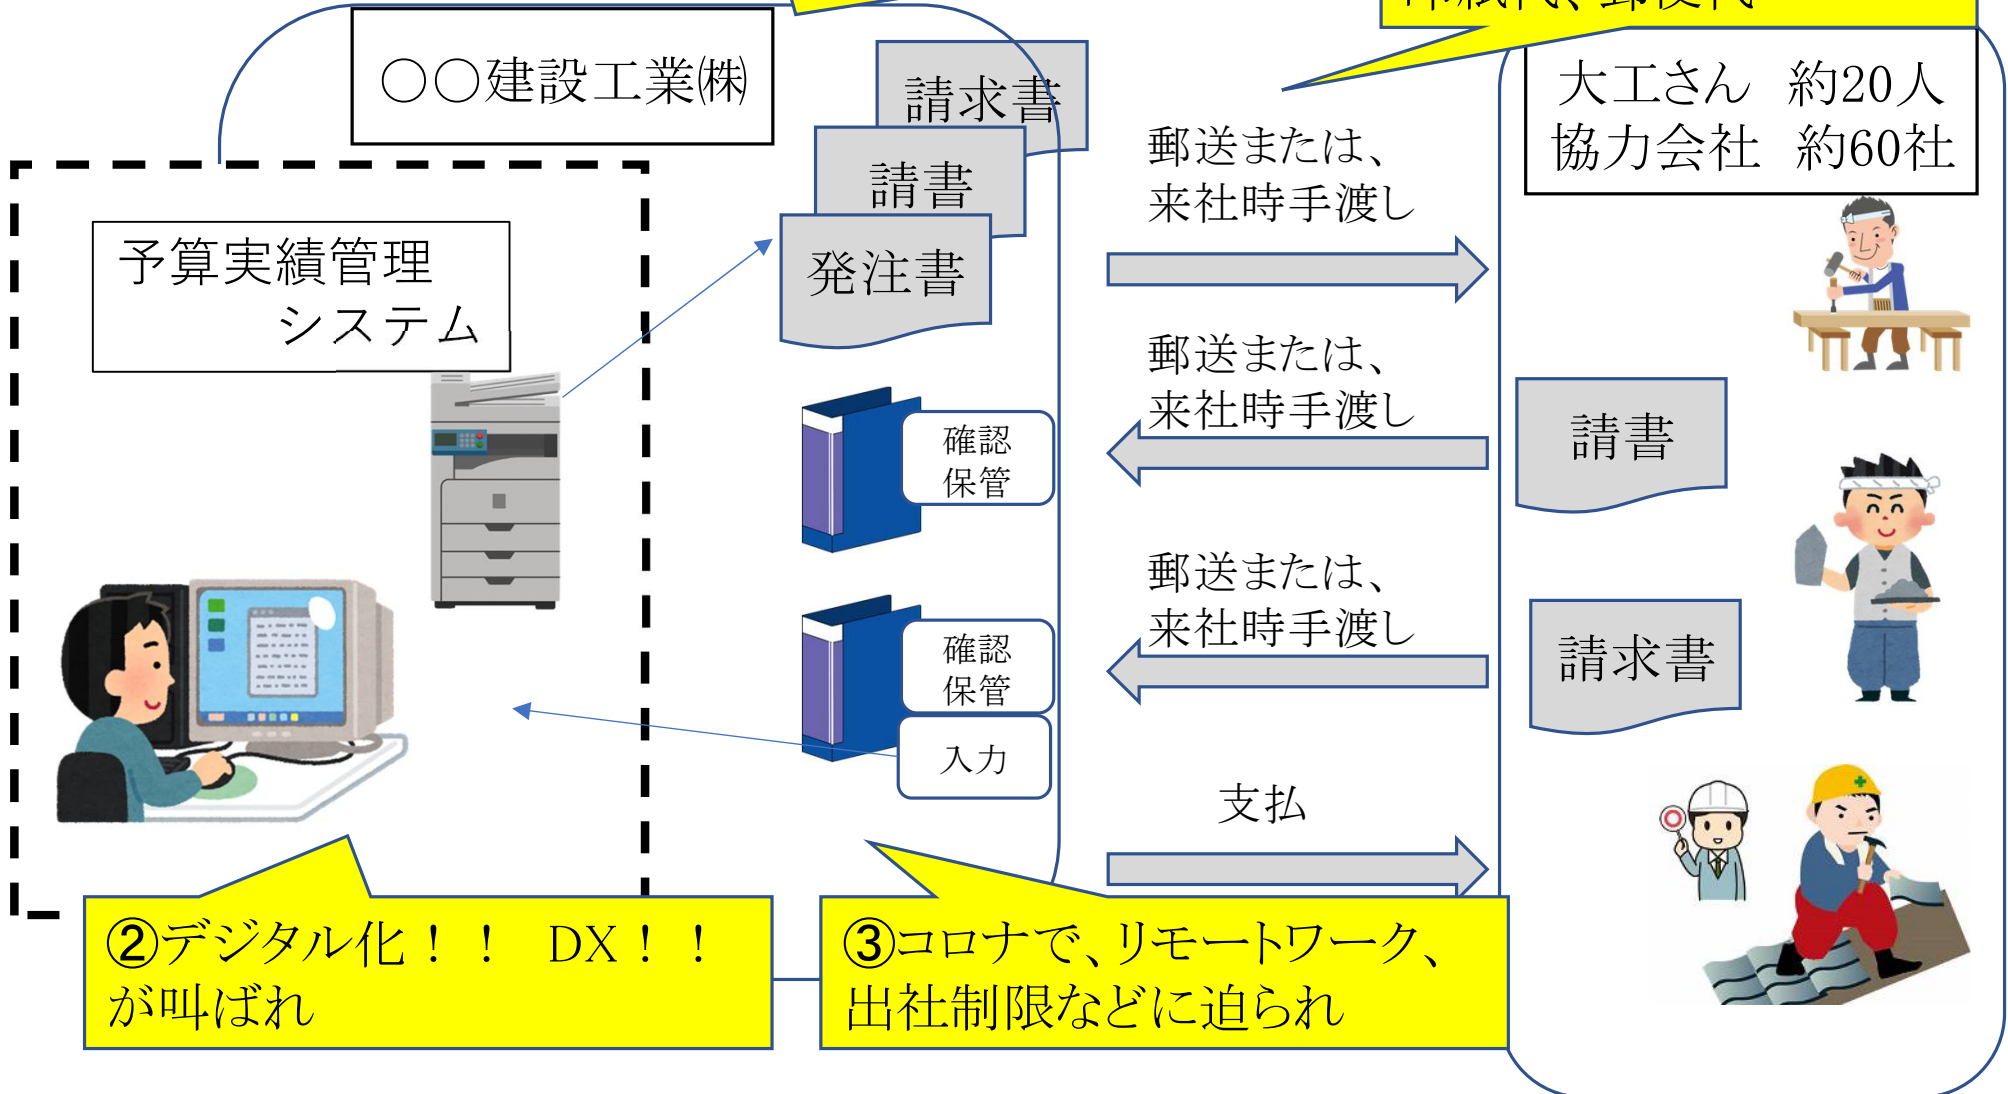 〇〇建設工業㈱
予算実績管理
システム
請求書
請書
発注書
郵送または、
来社時手渡し
大工さん　約20人
協力会社　約60社
郵送または、
来社時手渡し
確認
保管
請書
郵送または、
来社時手渡し
確認
保管
入力
請求書
支払
②デジタル化！！　DX！！
が叫ばれ
③コロナで、リモートワーク、
出社制限などに迫られ